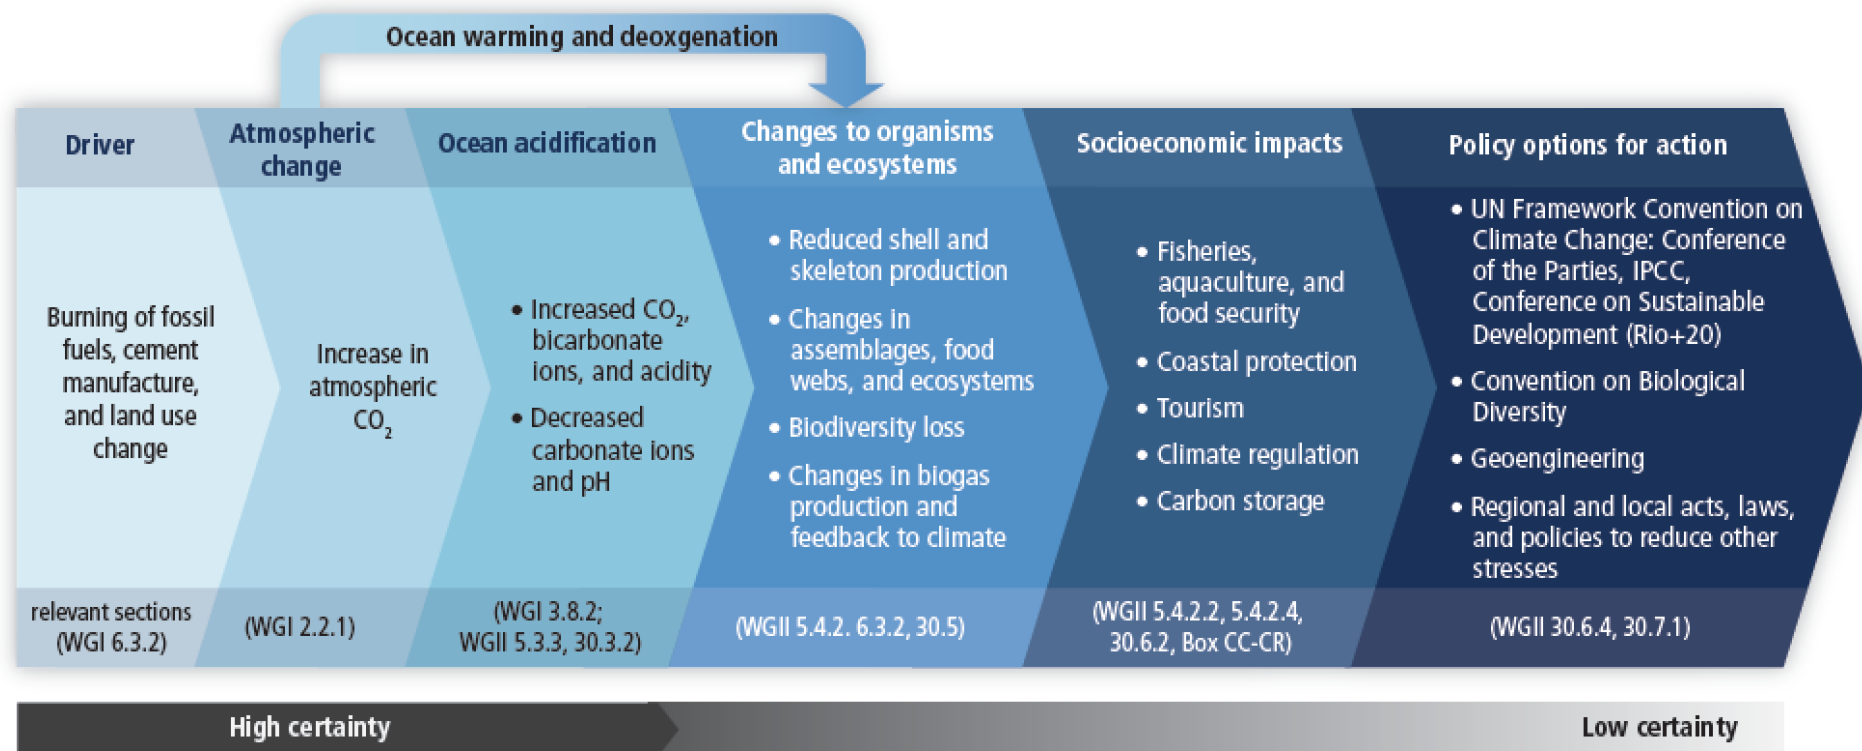 Ocean warming and deoxgenation
Driver
Atmospheric
change
Ocean acidification
Changes to organisms
and ecosystems
Socioeconomic impacts
Policy options for action
Burning of fossil
fuels, cement
manufacture,
and land use
change
Increase in
atmospheric
CO₂
• Increased CO₂,
bicarbonate
ions, and acidity
• Decreased
carbonate ions
and pH
• Reduced shell and
skeleton production
• Changes in
assemblages, food
webs, and ecosystems
• Biodiversity loss
• Changes in biogas
production and
feedback to climate
• Fisheries,
aquaculture, and
food security
• Coastal protection
• Tourism
• Climate regulation
• Carbon storage
• UN Framework Convention on
Climate Change: Conference
of the Parties, IPCC,
Conference on Sustainable
Development (Rio+20)
• Convention on Biological
Diversity
• Geoengineering
• Regional and local acts, laws,
and policies to reduce other
stresses
relevant sections
(WGI 6.3.2)
(WGI 2.2.1)
(WGI 3.8.2;
WGII 5.3.3, 30.3.2)
(WGII 5.4.2. 6.3.2, 30.5)
(WGII 5.4.2.2, 5.4.2.4,
30.6.2, Box CC-CR)
(WGII 30.6.4, 30.7.1)
High certainty
Low certainty